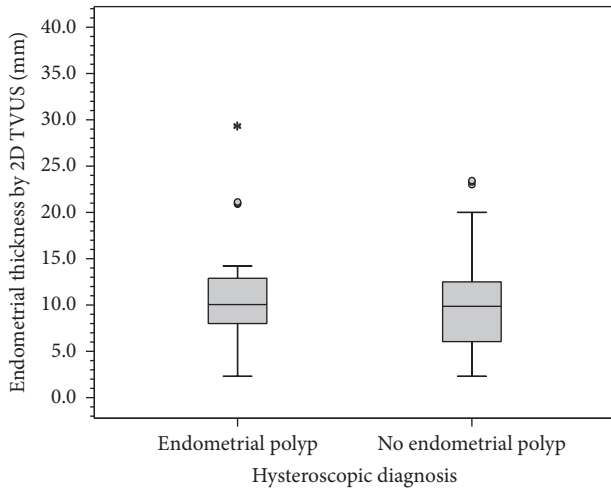 Endometrial thickness by 2D TVUS (mm)
40.0
35.0
30.0
25.0
20.0
15.0
10.0
5.0
0.0
Endometrial polyp
No endometrial polyp
Hysteroscopic diagnosis